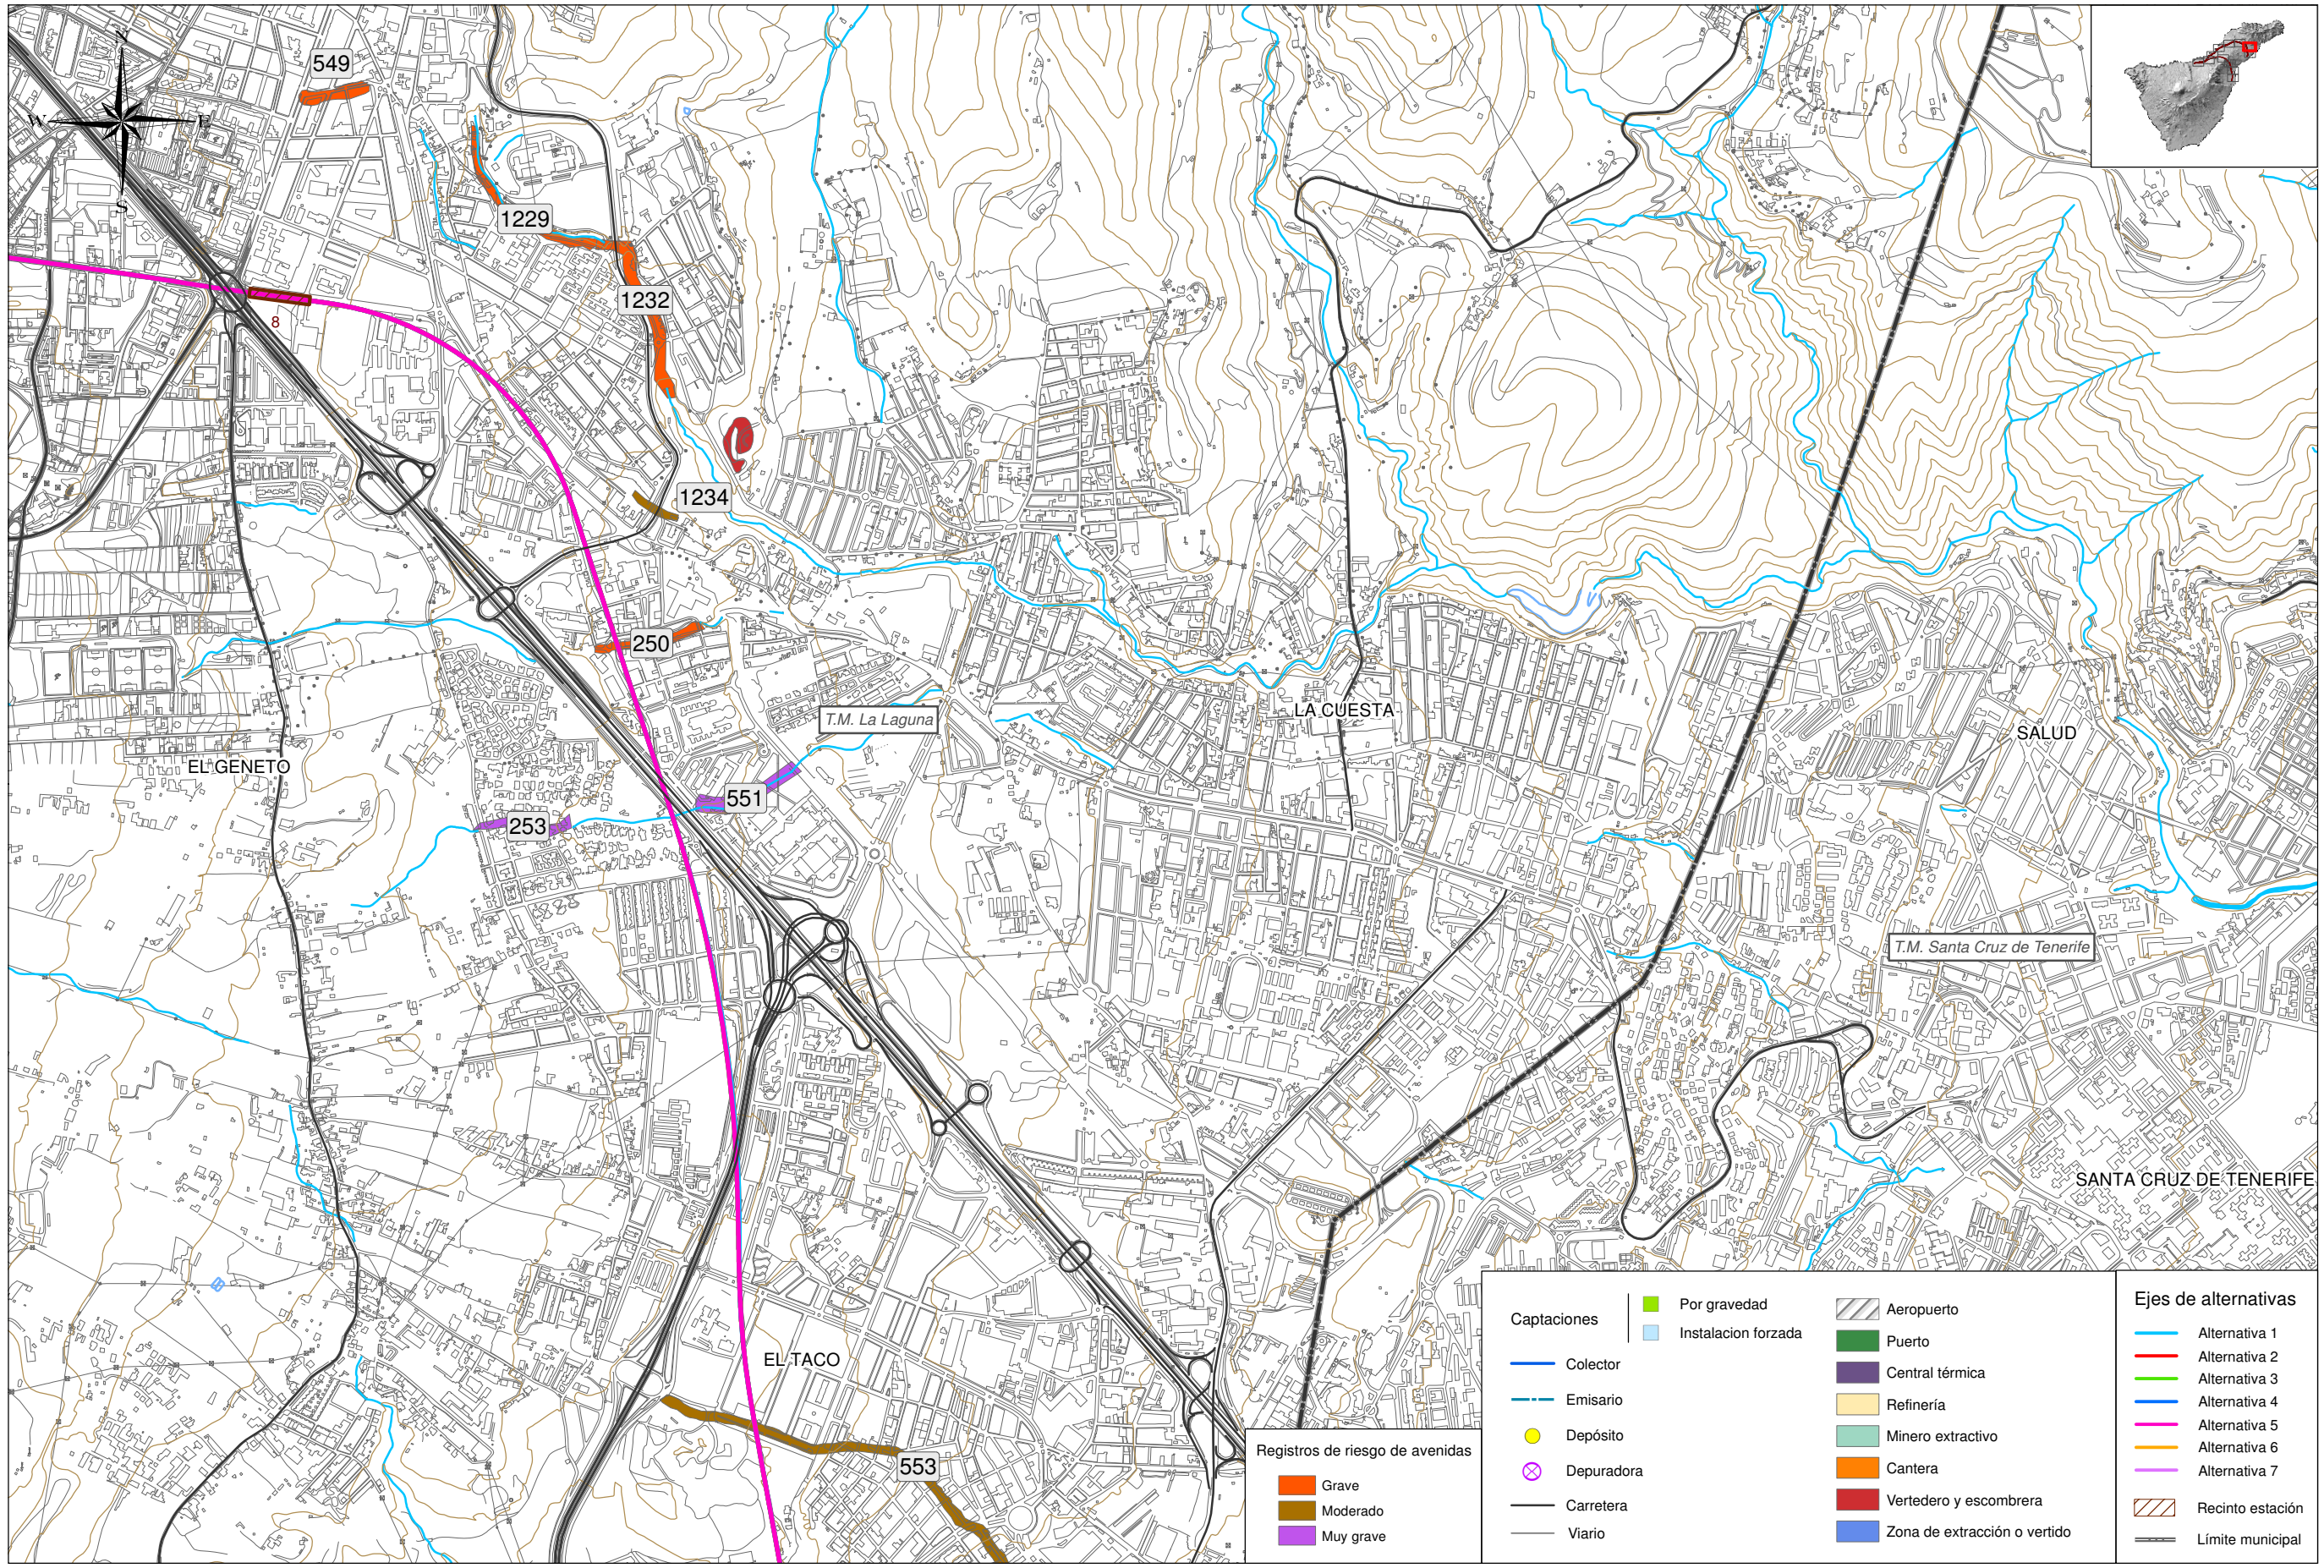 549
N
W
E
S
1229
1232
8
1234
250
T.M. La Laguna
LA CUESTA
SALUD
EL GENETO
551
253
T.M. Santa Cruz de Tenerife
SANTA CRUZ DE TENERIFE
EL TACO
553
Registros de riesgo de avenidas
Grave
Moderado
Muy grave
Captaciones
Por gravedad
Instalacion forzada
Colector
Emisario
Depósito
Depuradora
Carretera
Viario
Aeropuerto
Puerto
Central térmica
Refinería
Minero extractivo
Cantera
Vertedero y escombrera
Zona de extracción o vertido
Ejes de alternativas
Alternativa 1
Alternativa 2
Alternativa 3
Alternativa 4
Alternativa 5
Alternativa 6
Alternativa 7
Recinto estación
Límite municipal